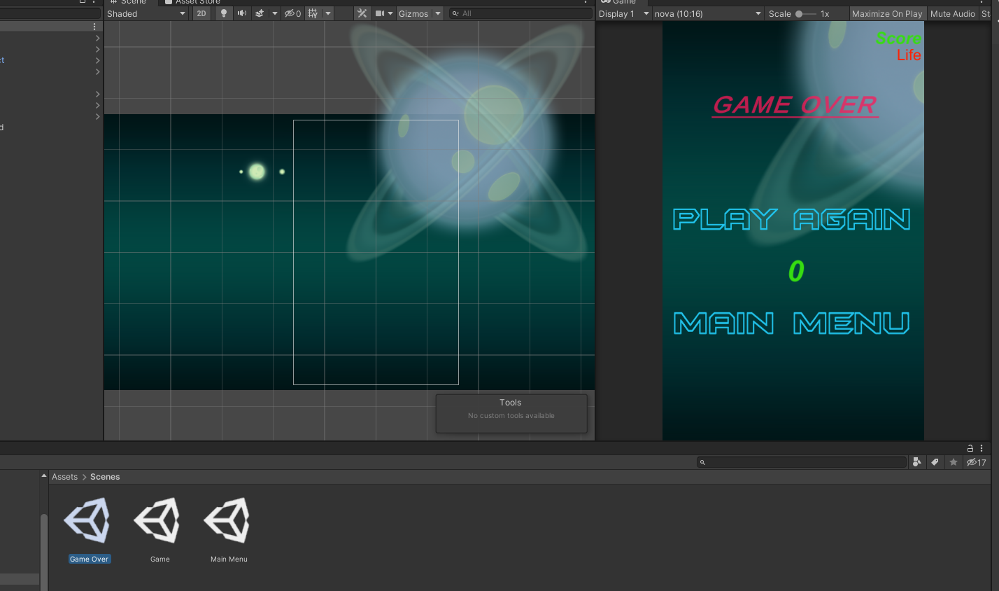 Scene
Asset Store
Game
Shaded
2D
0
Gizmos
All
Display 1
nova (10:16)
Scale
1x
Maximize On Play
Mute Audio
St
ct
d
Score
Life
GAME OVER
PLAY AGAIN
0
MAIN MENU
Tools
No custom tools available
17
Assets > Scenes
Game Over
Game
Main Menu